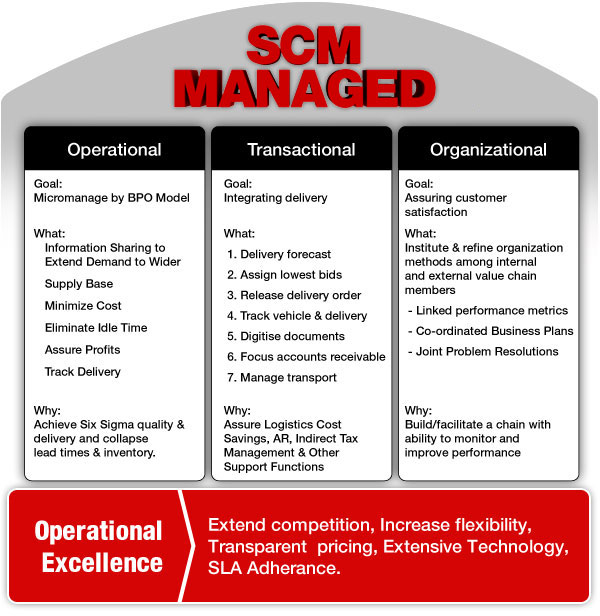 SCM
MANAGED
Operational
Goal:
Micromanage by BPO Model
What:
Information Sharing to
Extend Demand to Wider
Supply Base
Minimize Cost
Eliminate Idle Time
Assure Profits
Track Delivery
Why:
Achieve Six Sigma quality &
delivery and collapse
lead times & inventory.
Transactional
Goal:
Integrating delivery
What:
1. Delivery forecast
2. Assign lowest bids
3. Release delivery order
4. Track vehicle & delivery
5. Digitise documents
6. Focus accounts receivable
7. Manage transport
Why:
Assure Logistics Cost
Savings, AR, Indirect Tax
Management & Other
Support Functions
Organizational
Goal:
Assuring customer
satisfaction
What:
Institute & refine organization
methods among internal
and external value chain
members
- Linked performance metrics
- Co-ordinated Business Plans
- Joint Problem Resolutions
Why:
Build/facilitate a chain with
ability to monitor and
improve performance
Operational
Excellence
Extend competition, Increase flexibility,
Transparent  pricing, Extensive Technology,
SLA Adherance.